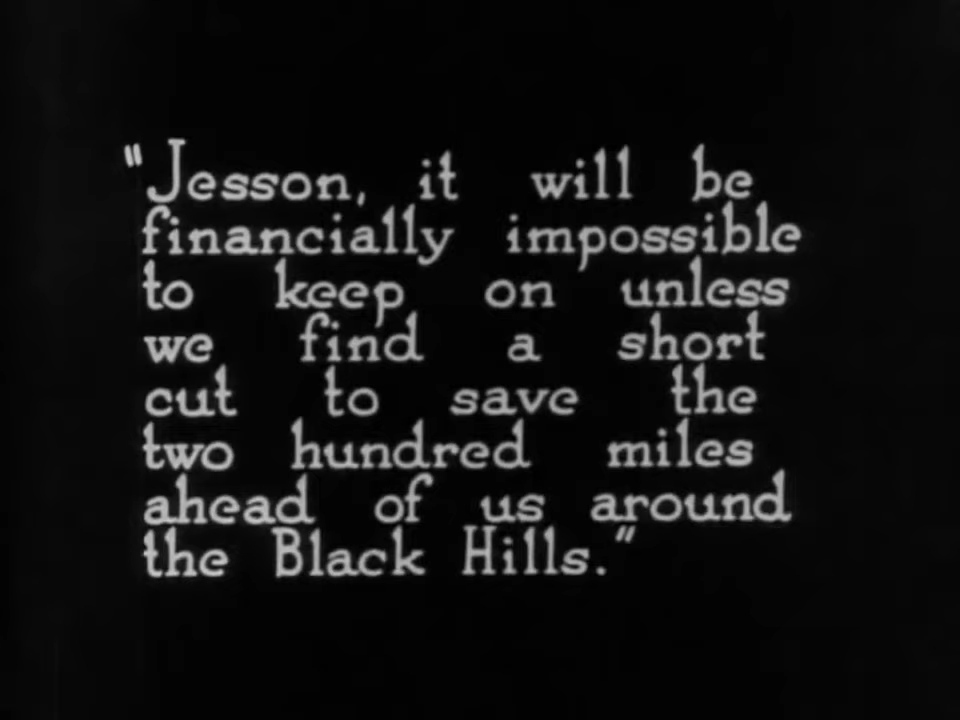 "Jesson, it will be
financially impossible
to keep on unless
we find a short
cut to save the
two hundred miles
ahead of us around
the Black Hills."